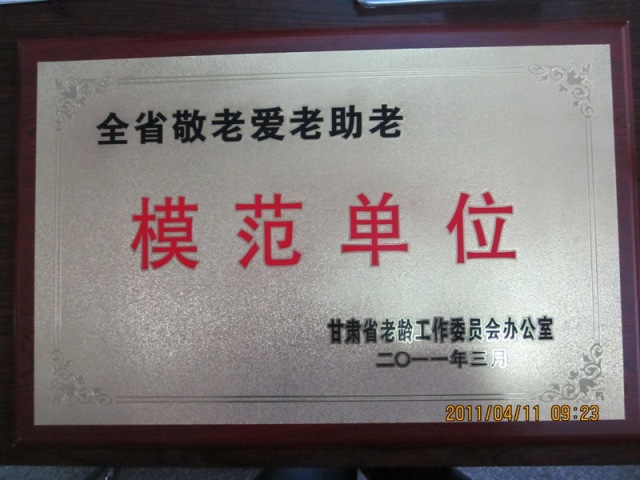 全省敬老爱老助老
模范单位
甘肃省老龄工作委员会办公室
二〇一一年三月
2011/04/11 09:23